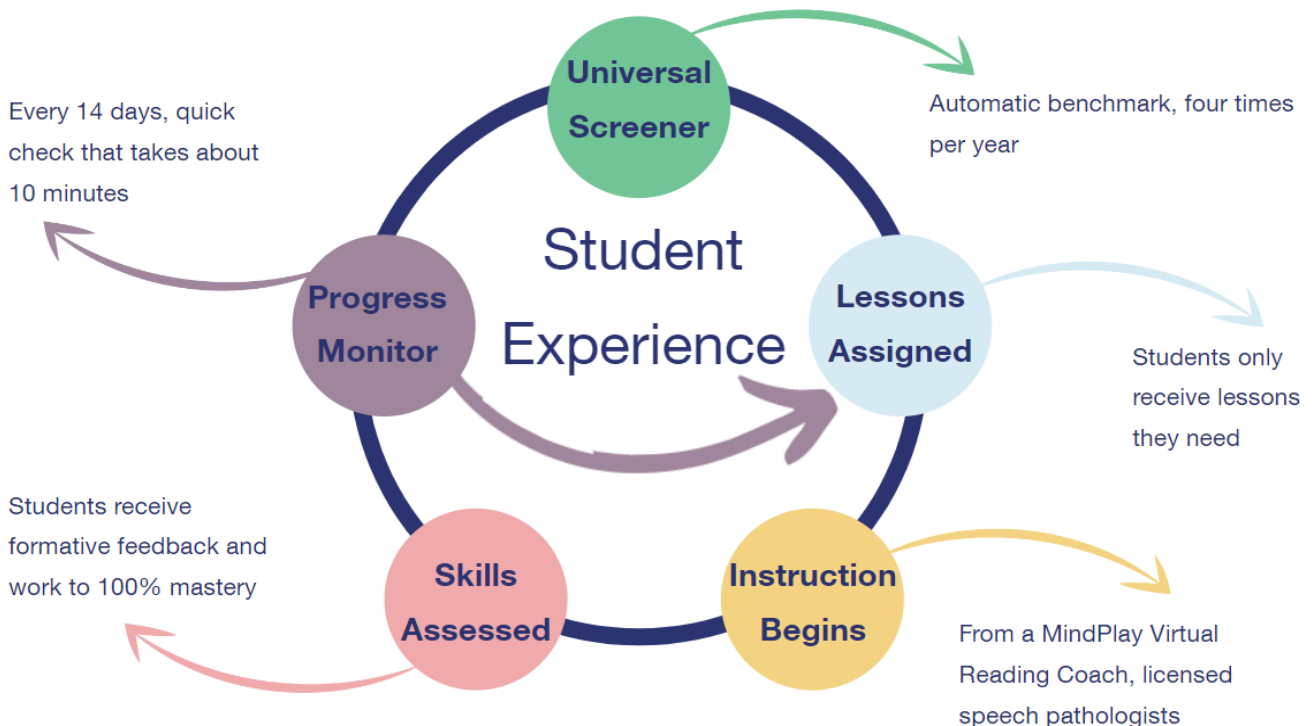 Universal
Screener
Automatic benchmark, four times
per year
Every 14 days, quick
check that takes about
10 minutes
Student
Experience
Progress
Monitor
Lessons
Assigned
Students only
receive lessons
they need
Students receive
formative feedback and
work to 100% mastery
Skills
Assessed
Instruction
Begins
From a MindPlay Virtual
Reading Coach, licensed
speech pathologists